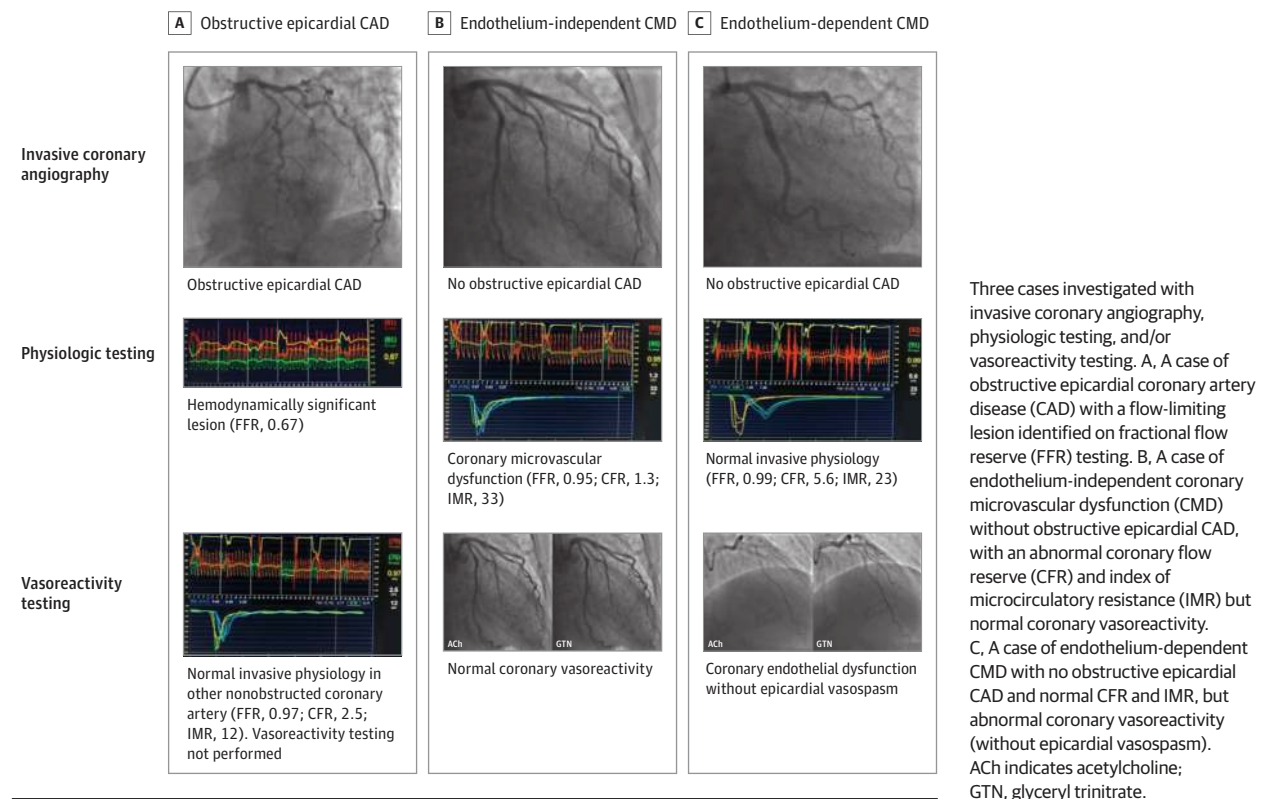 A Obstructive epicardial CAD
B Endothelium-independent CMD
C Endothelium-dependent CMD
Invasive coronary
angiography
Obstructive epicardial CAD
No obstructive epicardial CAD
No obstructive epicardial CAD
Physiologic testing
Hemodynamically significant
lesion (FFR, 0.67)
Coronary microvascular
dysfunction (FFR, 0.95; CFR, 1.3;
IMR, 33)
Normal invasive physiology
(FFR, 0.99; CFR, 5.6; IMR, 23)
Vasoreactivity
testing
Normal invasive physiology in
other nonobstructed coronary
artery (FFR, 0.97; CFR, 2.5;
IMR, 12). Vasoreactivity testing
not performed
ACh
GTN
Normal coronary vasoreactivity
ACh
GTN
Coronary endothelial dysfunction
without epicardial vasospasm
Three cases investigated with
invasive coronary angiography,
physiologic testing, and/or
vasoreactivity testing. A, A case of
obstructive epicardial coronary artery
disease (CAD) with a flow-limiting
lesion identified on fractional flow
reserve (FFR) testing. B, A case of
endothelium-independent coronary
microvascular dysfunction (CMD)
without obstructive epicardial CAD,
with an abnormal coronary flow
reserve (CFR) and index of
microcirculatory resistance (IMR) but
normal coronary vasoreactivity.
C, A case of endothelium-dependent
CMD with no obstructive epicardial
CAD and normal CFR and IMR, but
abnormal coronary vasoreactivity
(without epicardial vasospasm).
ACh indicates acetylcholine;
GTN, glyceryl trinitrate.